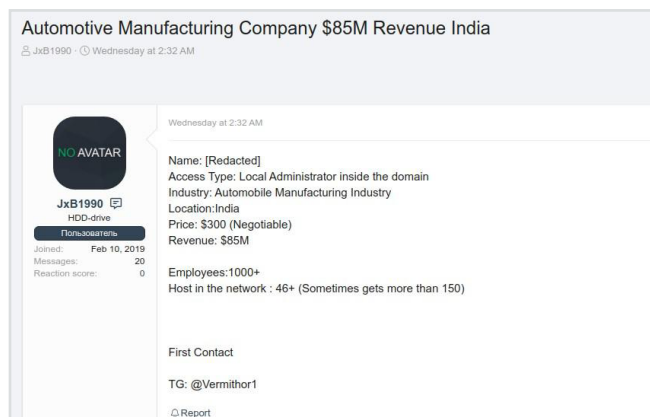 Automotive Manufacturing Company $85M Revenue India
JxB1990 · Wednesday at 2:32 AM
Wednesday at 2:32 AM
NO AVATAR
JxB1990
HDD-drive
Пользователь
Joined: Feb 10, 2019
Messages: 20
Reaction score: 0
Name: [Redacted]
Access Type: Local Administrator inside the domain
Industry: Automobile Manufacturing Industry
Location:India
Price: $300 (Negotiable)
Revenue: $85M
Employees:1000+
Host in the network : 46+ (Sometimes gets more than 150)
First Contact
TG: @Vermithor1
Report